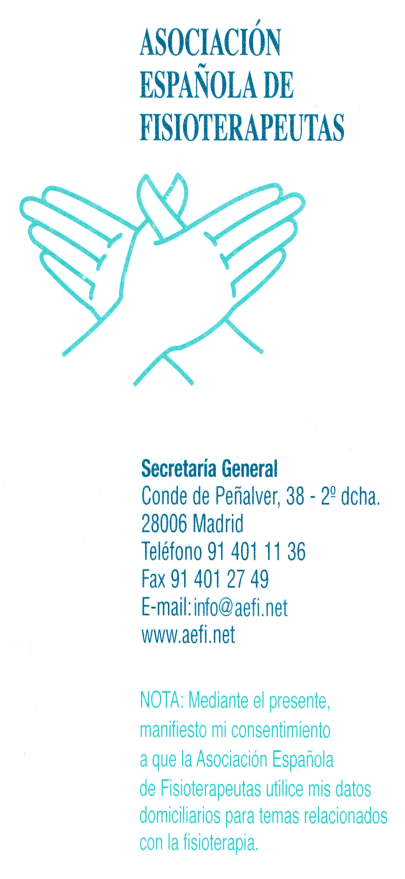 ASOCIACIÓN
ESPAÑOLA DE
FISIOTERAPEUTAS
Secretaría General
Conde de Peñalver, 38 - 2º dcha.
28006 Madrid
Teléfono 91 401 11 36
Fax 91 401 27 49
E-mail: info@aefi.net
www.aefi.net
NOTA: Mediante el presente,
manifiesto mi consentimiento
a que la Asociación Española
de Fisioterapeutas utilice mis datos
domiciliarios para temas relacionados
con la fisioterapia.